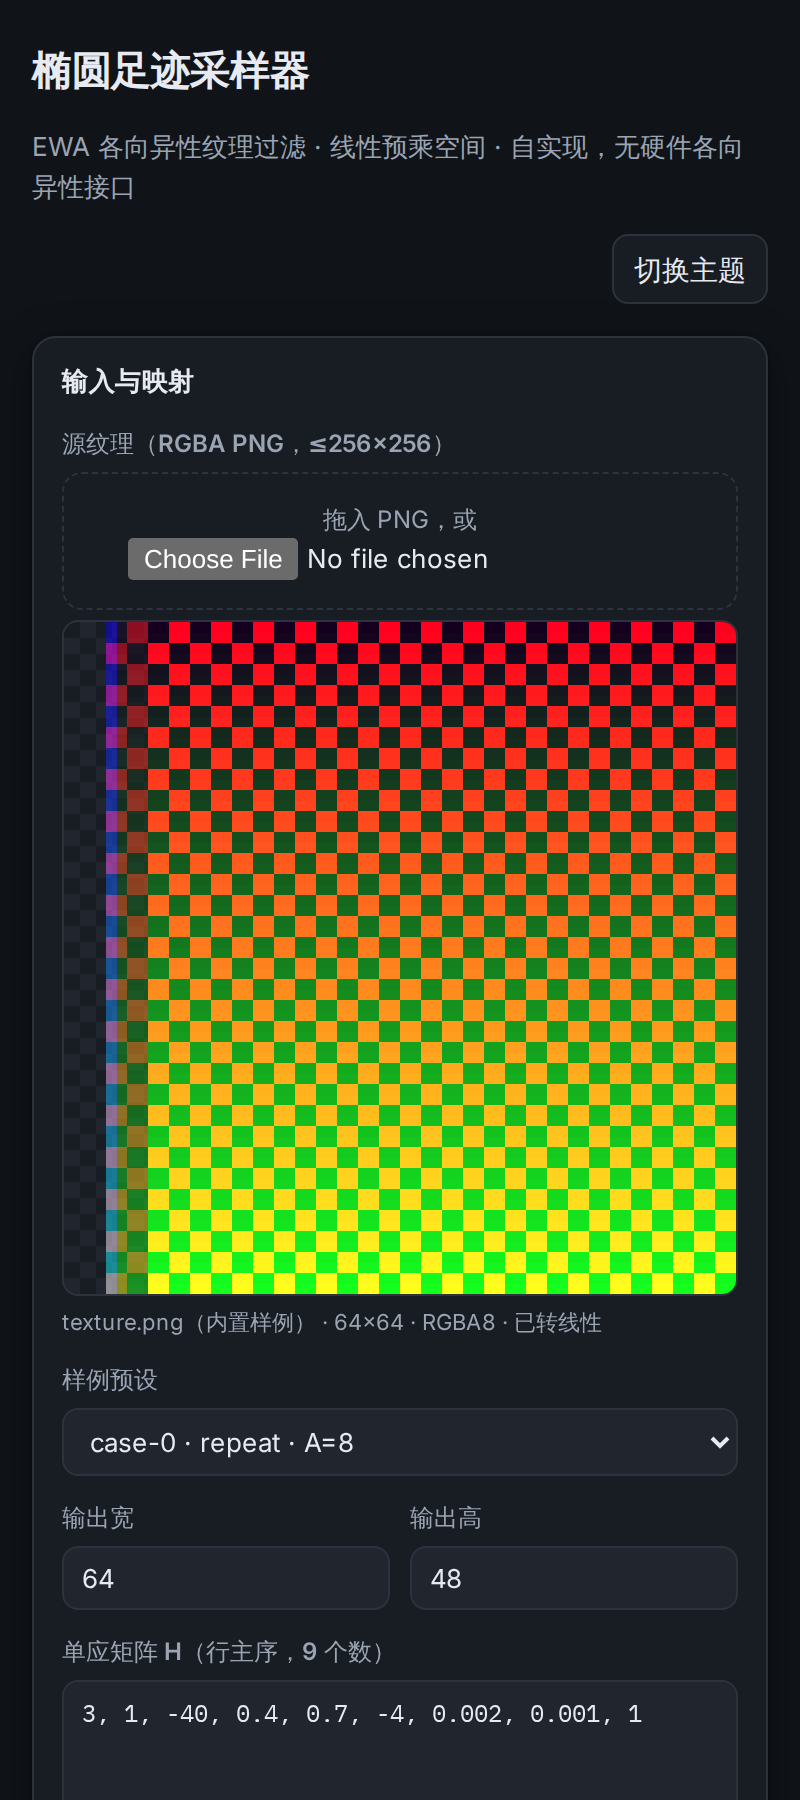 椭圆足迹采样器
EWA 各向异性纹理过滤 · 线性预乘空间 · 自实现，无硬件各向
异性接口
切换主题
输入与映射
源纹理（RGBA PNG，≤256×256）
拖入 PNG，或
Choose File No file chosen
texture.png（内置样例） · 64×64 · RGBA8 · 已转线性
样例预设
case-0 · repeat · A=8
输出宽 输出高
64 48
单应矩阵 H（行主序，9 个数）
3, 1, -40, 0.4, 0.7, -4, 0.002, 0.001, 1